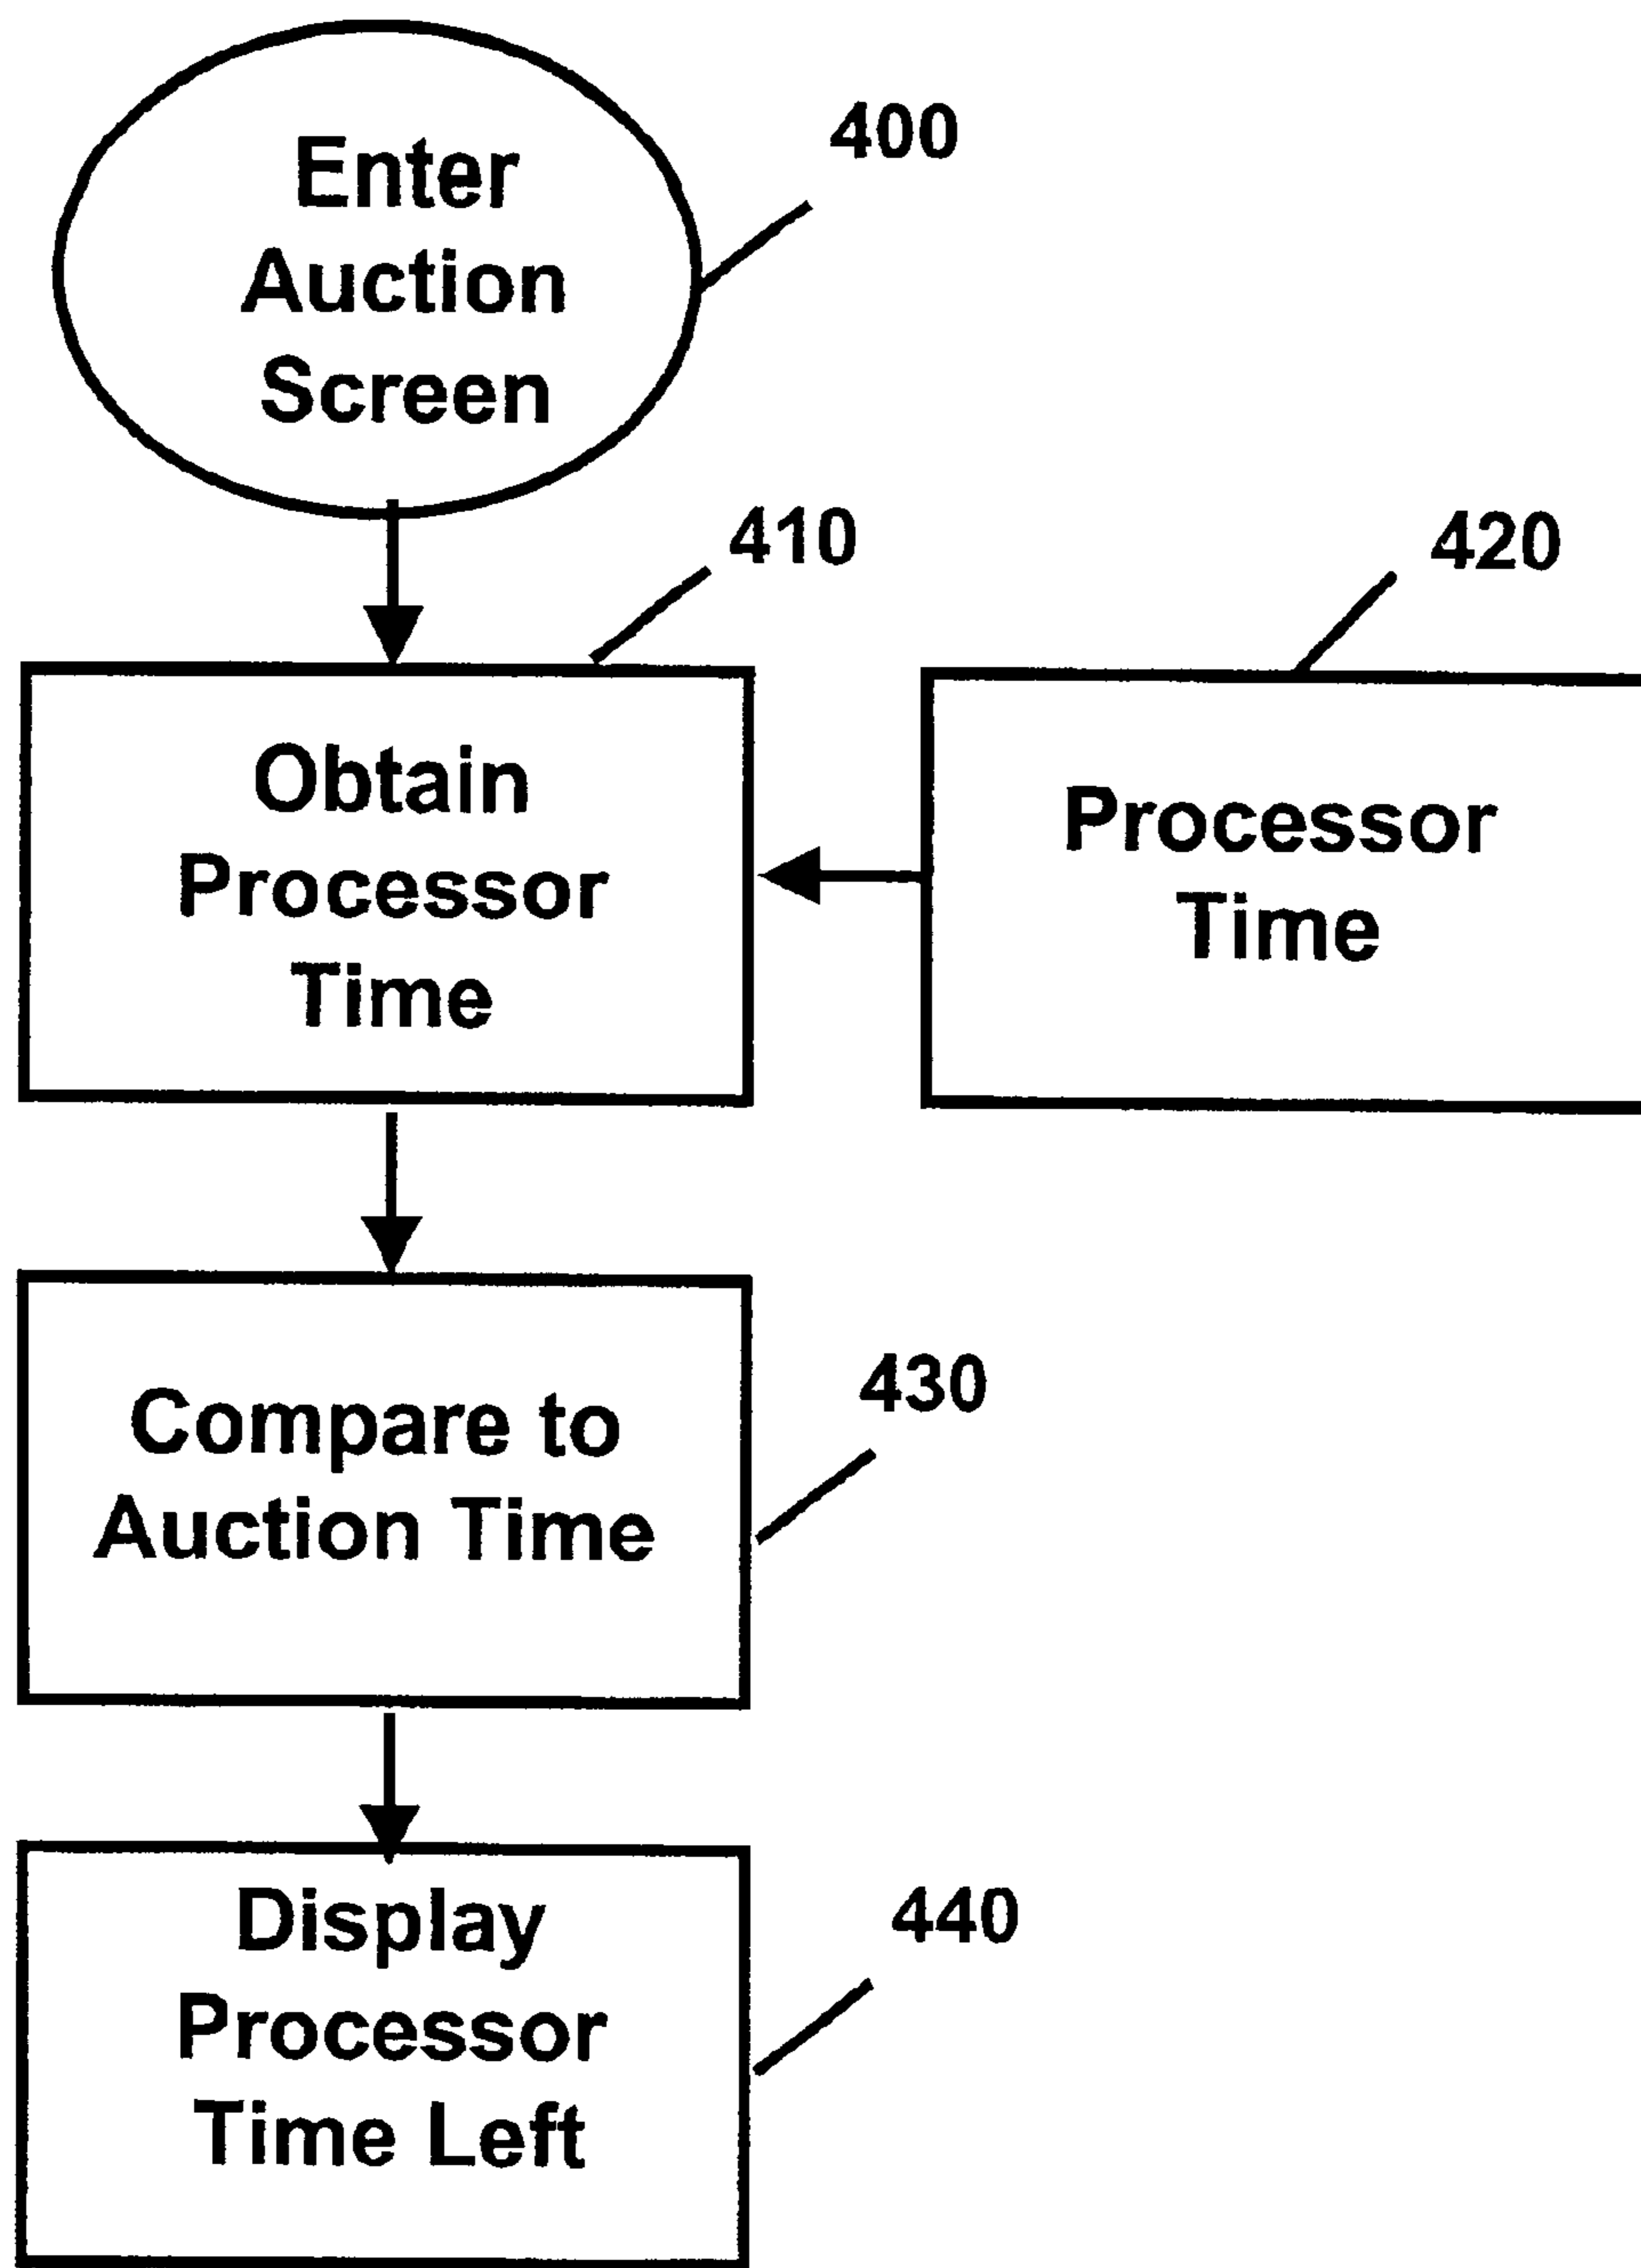 400
Enter
Auction
Screen
410
420
Obtain
Processor
Time
Processor
Time
430
Compare to
Auction Time
440
Display
Processor
Time Left